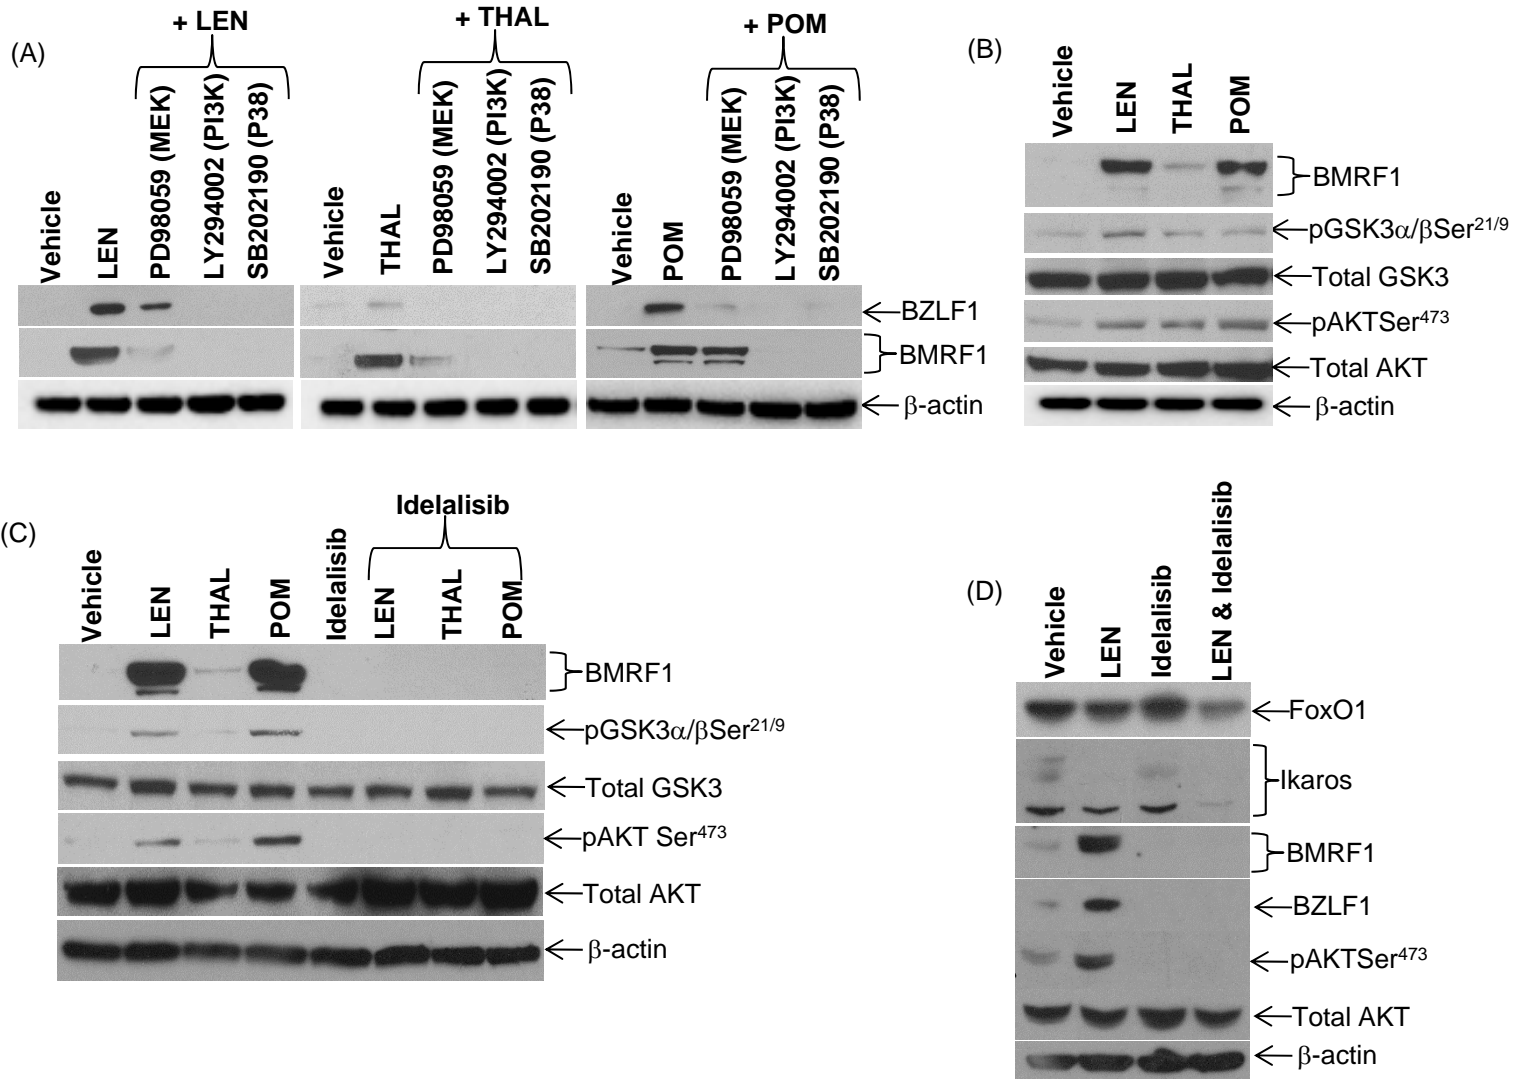 (A)
+ LEN
+ THAL
+ POM
Vehicle
LEN
PD98059 (MEK)
LY294002 (PI3K)
SB202190 (P38)
Vehicle
THAL
PD98059 (MEK)
LY294002 (PI3K)
SB202190 (P38)
Vehicle
POM
PD98059 (MEK)
LY294002 (PI3K)
SB202190 (P38)
BZLF1
BMRF1
β-actin
(B)
Vehicle
LEN
THAL
POM
BMRF1
pGSK3α/βSer21/9
Total GSK3
pAKTSer473
Total AKT
β-actin
(C)
Idelalisib
Vehicle
LEN
THAL
POM
Idelalisib
LEN
THAL
POM
BMRF1
pGSK3α/βSer21/9
Total GSK3
pAKT Ser473
Total AKT
β-actin
(D)
Vehicle
LEN
Idelalisib
LEN & Idelalisib
FoxO1
Ikaros
BMRF1
BZLF1
pAKTSer473
Total AKT
β-actin